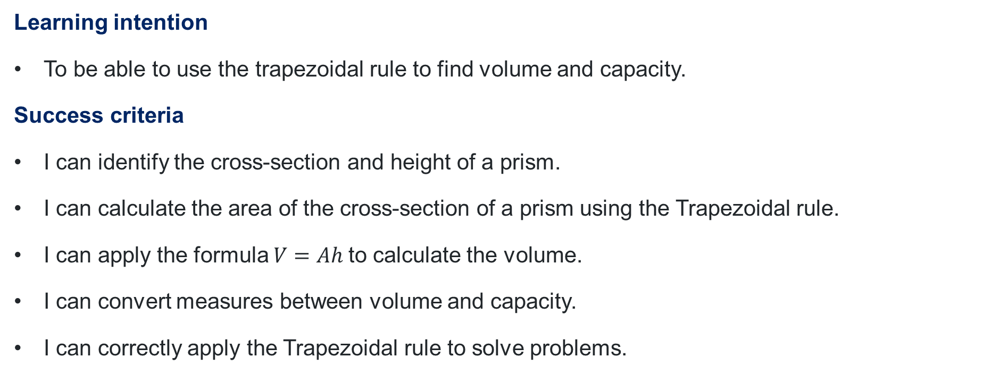 Learning intention
• To be able to use the trapezoidal rule to find volume and capacity.
Success criteria
• I can identify the cross-section and height of a prism.
• I can calculate the area of the cross-section of a prism using the Trapezoidal rule.
• I can apply the formula V = Ah to calculate the volume.
• I can convert measures between volume and capacity.
• I can correctly apply the Trapezoidal rule to solve problems.